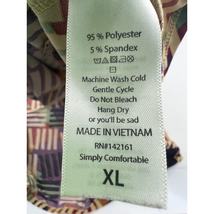 95% Polyester
5% Spandex
Machine Wash Cold
Gentle Cycle
Do Not Bleach
Hang Dry
or you'll be sad
MADE IN VIETNAM
RN#142161
Simply Comfortable
XL